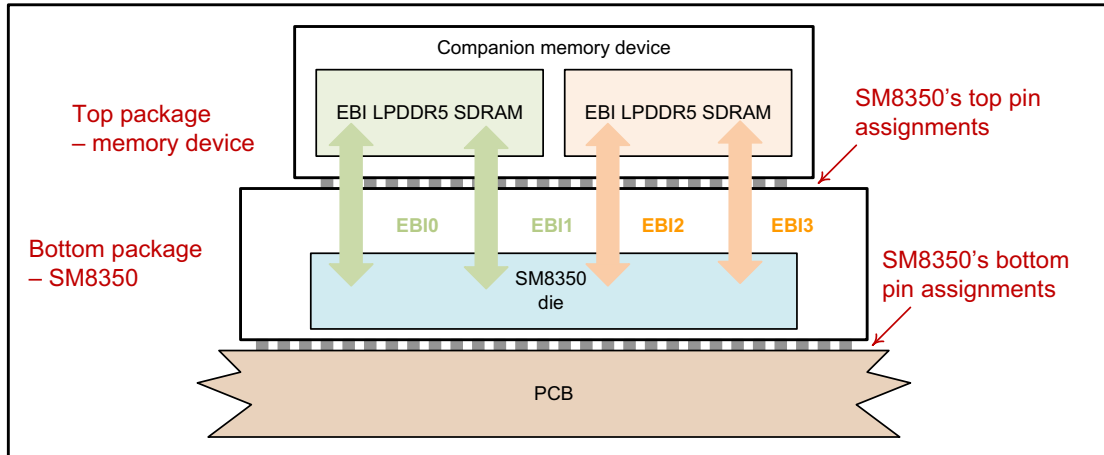 Companion memory device
EBI LPDDR5 SDRAM
EBI LPDDR5 SDRAM
Top package
– memory device
SM8350’s top pin
assignments
EBI0
EBI1
EBI2
EBI3
Bottom package
– SM8350
SM8350’s bottom
pin assignments
SM8350
die
PCB